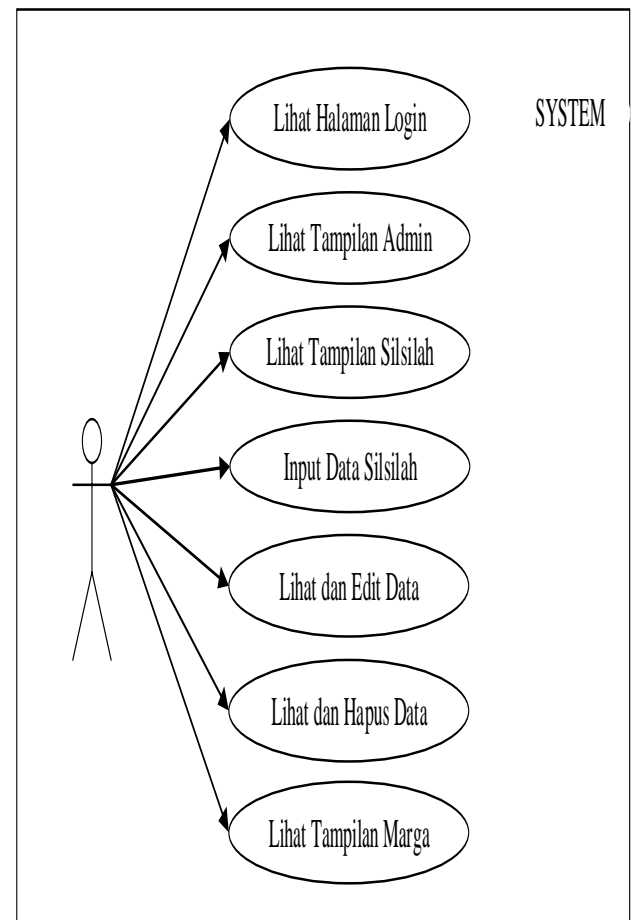 Lihat Halaman Login
SYSTEM
Lihat Tampilan Admin
Lihat Tampilan Silsilah
Input Data Silsilah
Lihat dan Edit Data
Lihat dan Hapus Data
Lihat Tampilan Marga